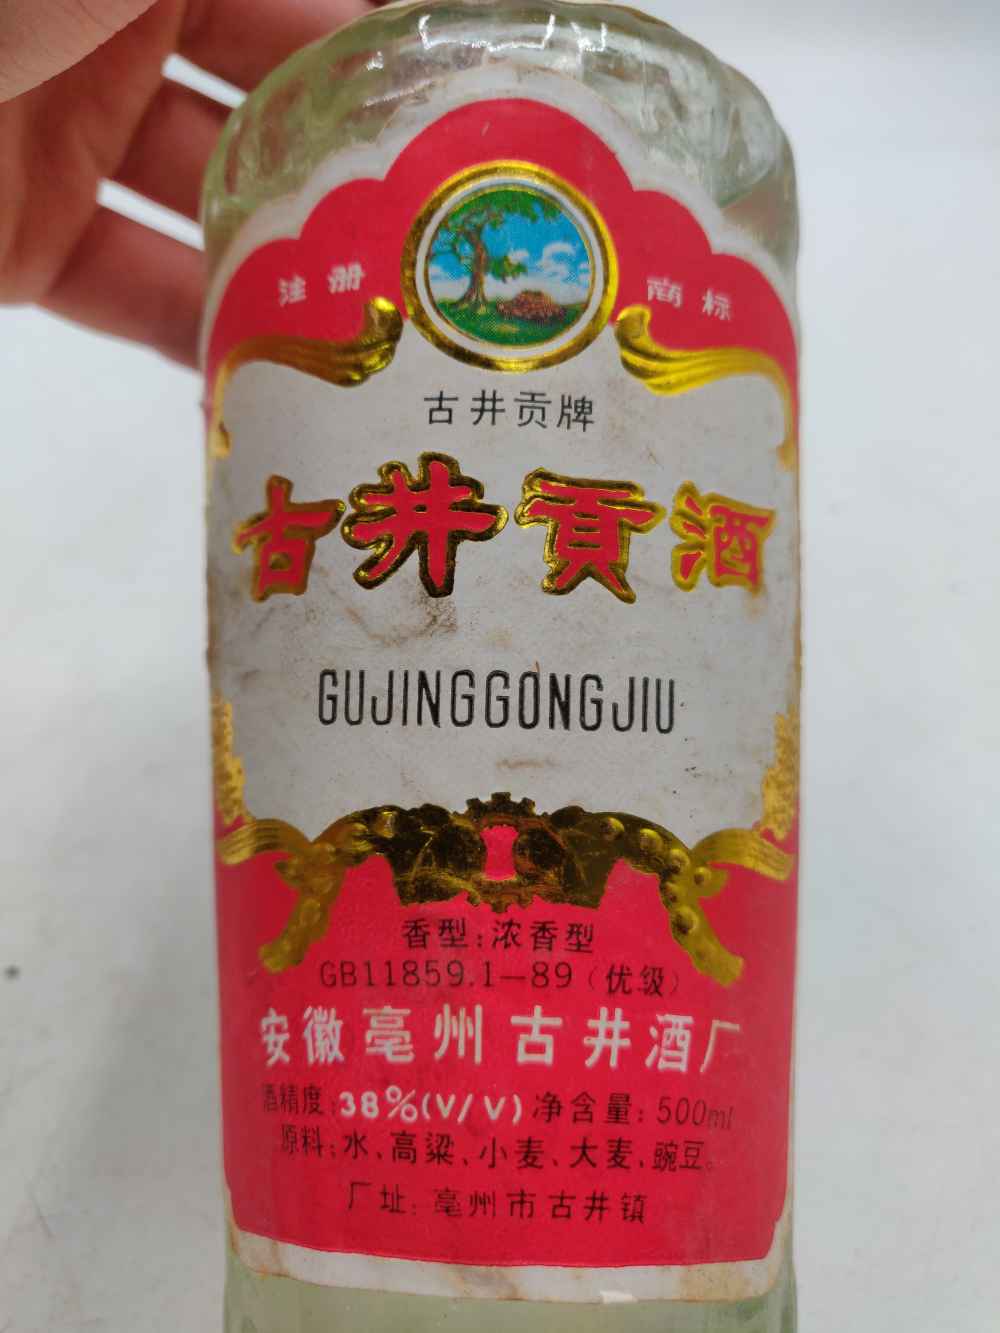 注册 商标
古井贡牌
古井贡酒
GUJINGGONGJIU
香型:浓香型
GB11859.1—89(优级)
安徽亳州古井酒厂
酒精度:38%(V/V) 净含量:500ml
原料:水、高粱、小麦、大麦、豌豆。
厂址:亳州市古井镇